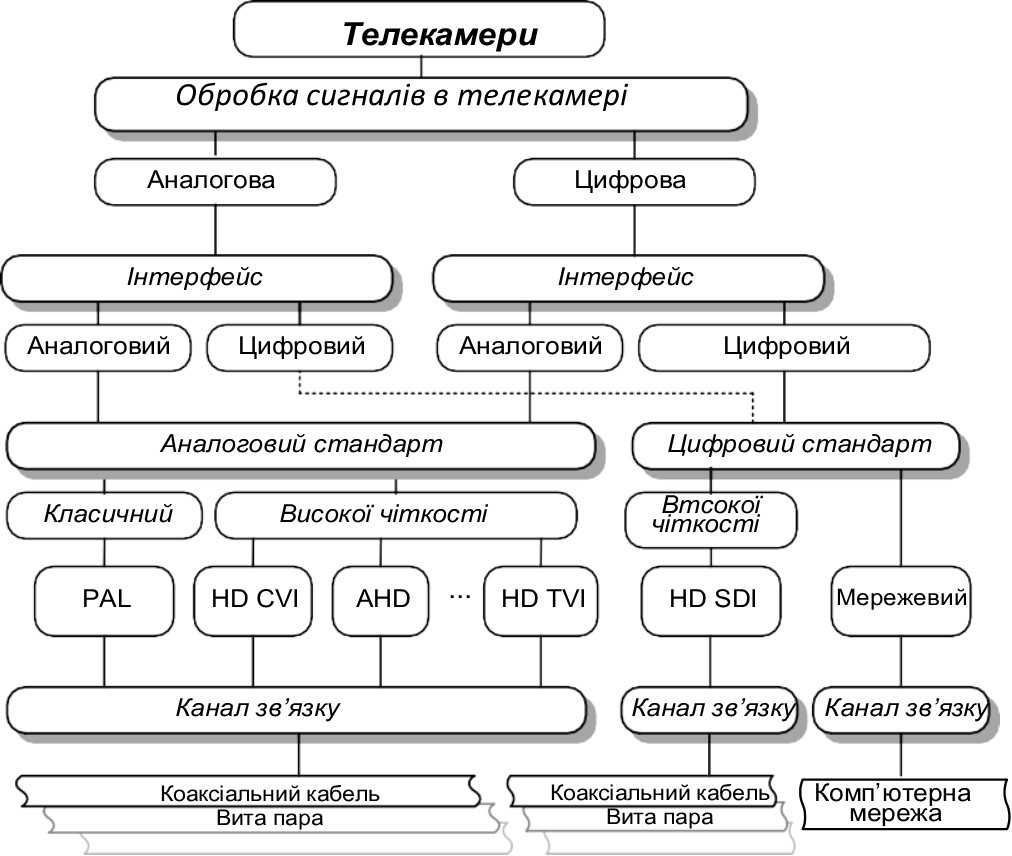 Телекамери
Обробка сигналів в телекамері
Аналогова
Цифрова
Інтерфейс
Інтерфейс
Аналоговий
Цифровий
Аналоговий
Цифровий
Аналоговий стандарт
Цифровий стандарт
Класичний
Високої чіткості
Втсокої
чіткості
PAL
HD CVI
AHD
...
HD TVI
HD SDI
Мережевий
Канал зв’язку
Канал зв’язку
Канал зв’язку
Коаксіальний кабель
Вита пара
Коаксіальний кабель
Вита пара
Комп’ютерна
мережа